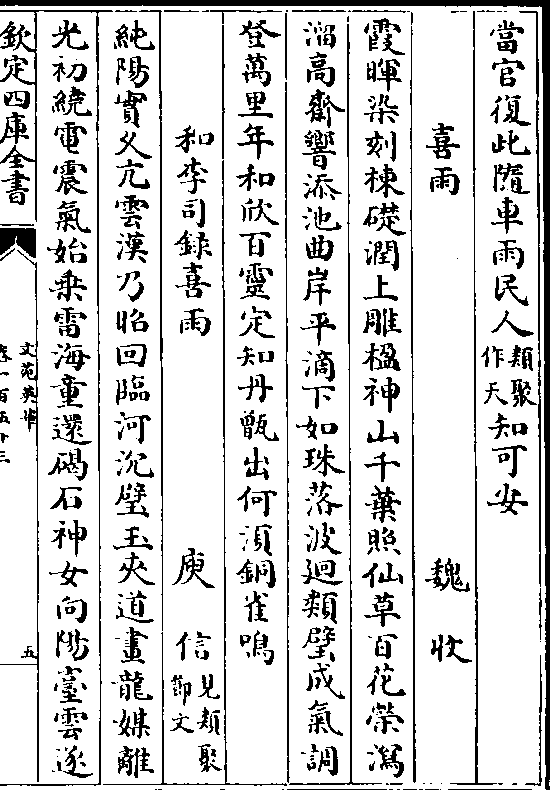 當官復此隨車雨民人類聚作天知可安
喜雨 魏收
霞暉染刻棟礎潤上雕楹神山千葉照仙草百花榮瀉
溜高齋響添池曲岸平滴下如珠落波迴類壁成氣調
登萬里年和欣百靈定知丹甑出何須銅雀鳴
和李司錄喜雨 庾信見類聚節文
純陽實久亢雲漢乃昭回臨河沉璧玉夾道畫龍媒離
光初繞電震氣始乗雷海童還碣石神女向陽臺雲逐
欽定四庫全書
文苑英華
卷一百五十三
五